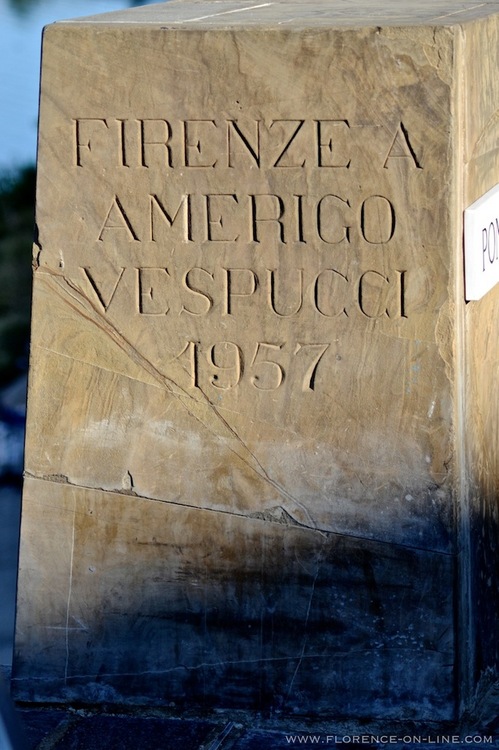 FIRENZE A
AMERIGO
VESPUCCI
1957
WWW.FLORENCE-ON-LINE.COM